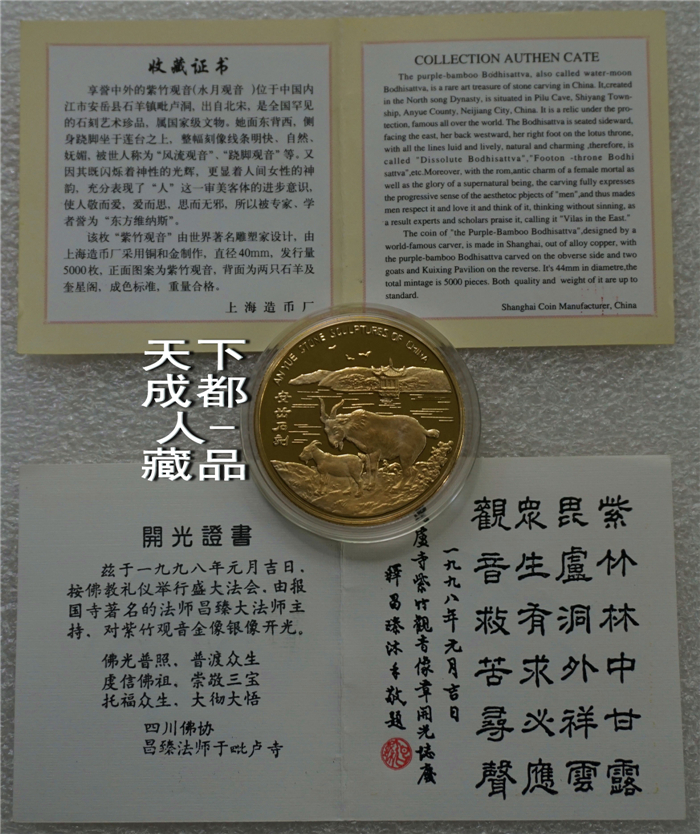 收藏证书
享誉中外的紫竹观音(水月观音)位于中国内
江市安岳县石羊镇毗卢洞，出自北宋，是全国罕见
的石刻艺术珍品，属国家级文物。她面东背西，侧
身跷脚坐于莲台之上，整幅刻像线条明快、自然、
妩媚，被世人称为“风流观音”、“跷脚观音”等。又
因其既闪烁着神性的光辉，更显着人间女性的神
韵，充分表现了“人”这一审美客体的进步意识，
使人敬而爱，爱而思，思而无邪，所以被专家、学
者誉为“东方维纳斯”。
该枚“紫竹观音”由世界著名雕塑家设计，由
上海造币厂采用铜和金制作，直径40mm，发行量
5000枚，正面图案为紫竹观音，背面为两只石羊及
奎星阁，成色标准，重量合格。
上海造币厂
COLLECTION AUTHEN CATE
The purple-bamboo Bodhisattva, also called water-moon
Bodhisattva, is a rare art treasure of stone carving in China. It,created
in the North song Dynasty, is situated in Pilu Cave, Shiyang Town-
ship, Anyue County, Neijiang City, China. It is a relic under the pro-
tection, famous all over the world. The Bodhisattva is seated sideward,
facing the east, her back westward, her right foot on the lotus throne,
with all the lines luid and lively, natural and charming ,therefore, is
called "Dissolute Bodhisattva","Footon -throne Bodhi
sattva",etc.Moreover, with the rom,antic charm of a female mortal as
well as the glory of a supernatural being, the carving fully expresses
the progressive sense of the aesthetoc pbjects of "men",and thus mades
men respect it and love it and think of it, thinking without sinning, as
a result experts and scholars praise it, calling it "Vilas in the East."
The coin of "the Purple-Bamboo Bodhisattva",designed by a
world-famous carver, is made in Shanghai, out of alloy copper, with
the purple-bamboo Bodhisattva carved on the obverse side and two
goats and Kuixing Pavilion on the reverse. It's 44mm in diametre,the
total mintage is 5000 pieces. Both quality and weight of it are up to
standard.
Shanghai Coin Manufacturer, China
天下
成都
人一
藏品
AN YUE STONE SCULPTURES OF CHINA
安岳石刻
開光證書
兹于一九九八年元月吉日，
按佛教礼仪举行盛大法会，由报
国寺著名的法师昌臻大法师主
持、对紫竹观音金像银像开光。
佛光普照、普渡众生
虔信佛祖、崇敬三宝
托福众生、大彻大悟
四川佛协
昌臻法师于毗卢寺
紫竹林中甘露
毘盧洞外祥雲
眾生有求必應
觀音救苦尋聲
一九九八年元月吉日
盧寺紫竹觀音像章開光誌慶
釋昌臻沐手敬題